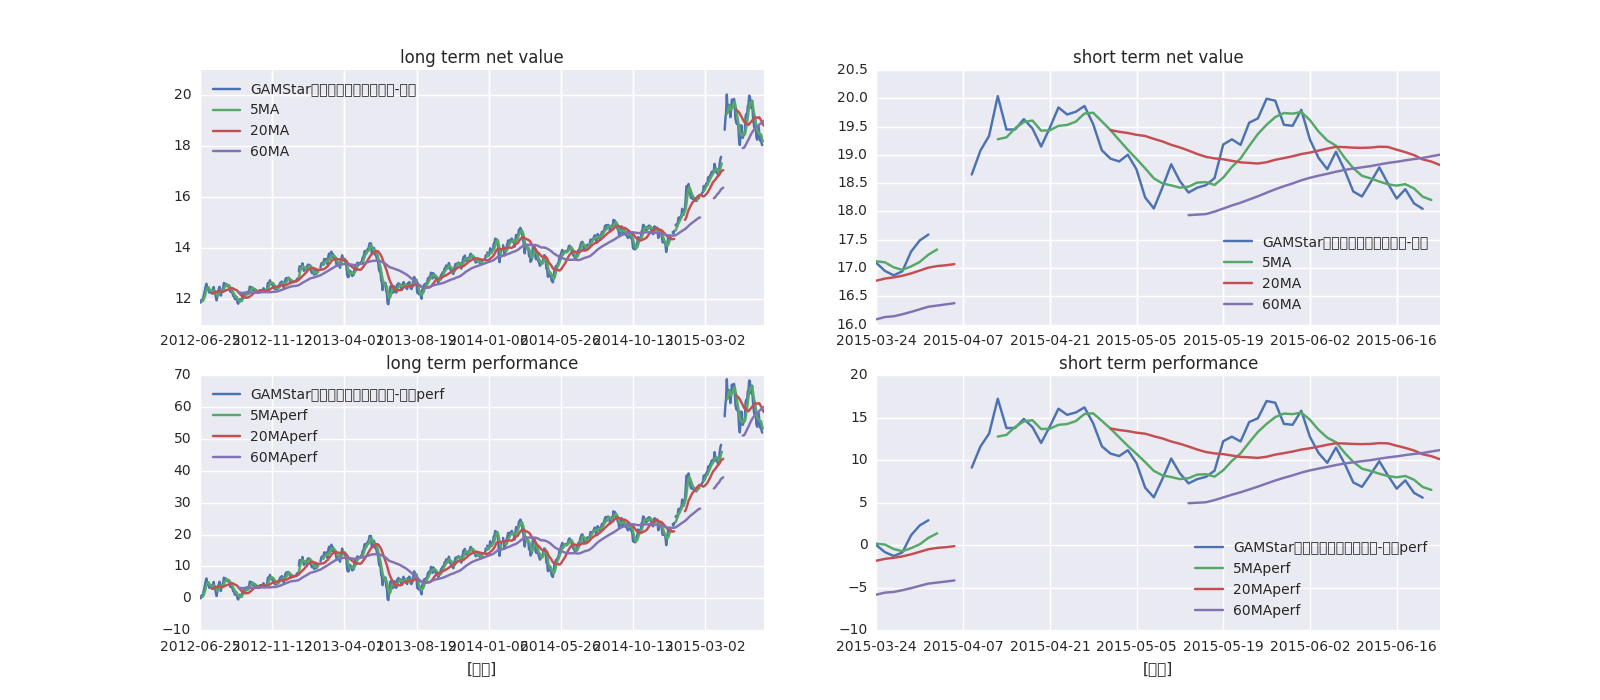 long term net value
GAMStar
5MA
20MA
60MA
20
18
16
14
12
2012-06-25 2012-11-12 2013-04-01 2013-08-19 2014-01-06 2014-05-26 2014-10-13 2015-03-02
short term net value
20.5
20.0
19.5
19.0
18.5
18.0
17.5
17.0
16.5
16.0
GAMStar
5MA
20MA
60MA
2015-03-24 2015-04-07 2015-04-21 2015-05-05 2015-05-19 2015-06-02 2015-06-16
long term performance
70
60
50
40
30
20
10
0
−10
GAMStar perf
5MAperf
20MAperf
60MAperf
2012-06-25 2012-11-12 2013-04-01 2013-08-19 2014-01-06 2014-05-26 2014-10-13 2015-03-02
short term performance
20
15
10
5
0
−5
−10
GAMStar perf
5MAperf
20MAperf
60MAperf
2015-03-24 2015-04-07 2015-04-21 2015-05-05 2015-05-19 2015-06-02 2015-06-16